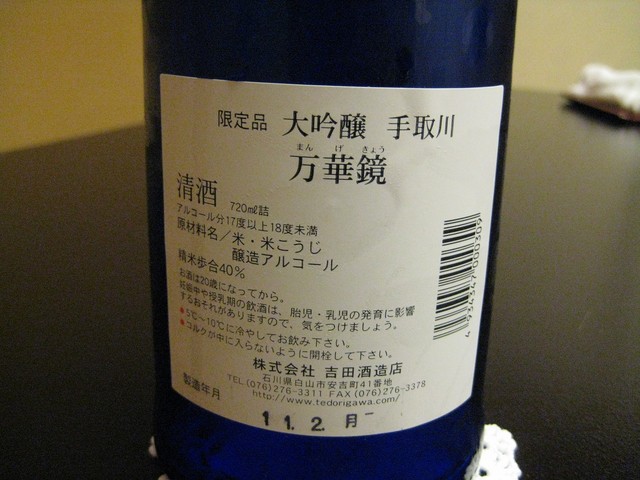 限定品 大吟醸 手取川
まん げ きょう
万華鏡
清酒 720ml詰
アルコール分17度以上18度未満
原材料名／米・米こうじ
醸造アルコール
精米歩合40％
お酒は20歳になってから。
妊娠中や授乳期の飲酒は、胎児・乳児の発育に影響
するおそれがありますので、気をつけましょう。
●5℃〜10℃に冷やしてお飲み下さい。
●コルクが中に入らないように開栓して下さい。
株式会社 吉田酒造店
石川県白山市安吉町41番地
TEL(076)276-3311 FAX(076)276-3378
http://www.tedorigawa.com/
製造年月
11.2.月
4 934347 000309